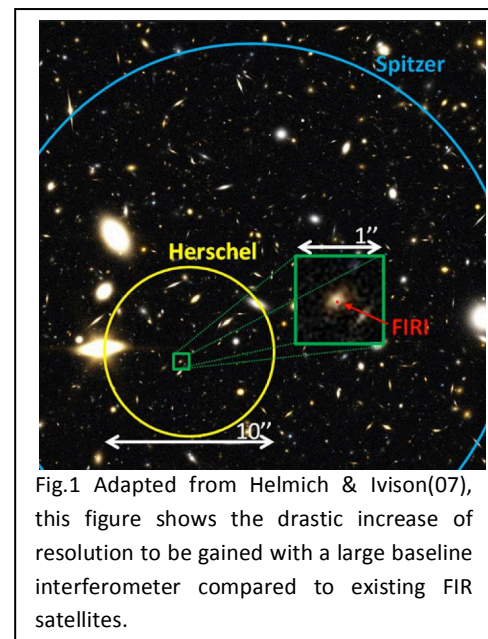 Spitzer
Herschel
1’’
FIRI
10’’
Fig.1 Adapted from Helmich & Ivison(07),
this figure shows the drastic increase of
resolution to be gained with a large baseline
interferometer compared to existing FIR
satellites.